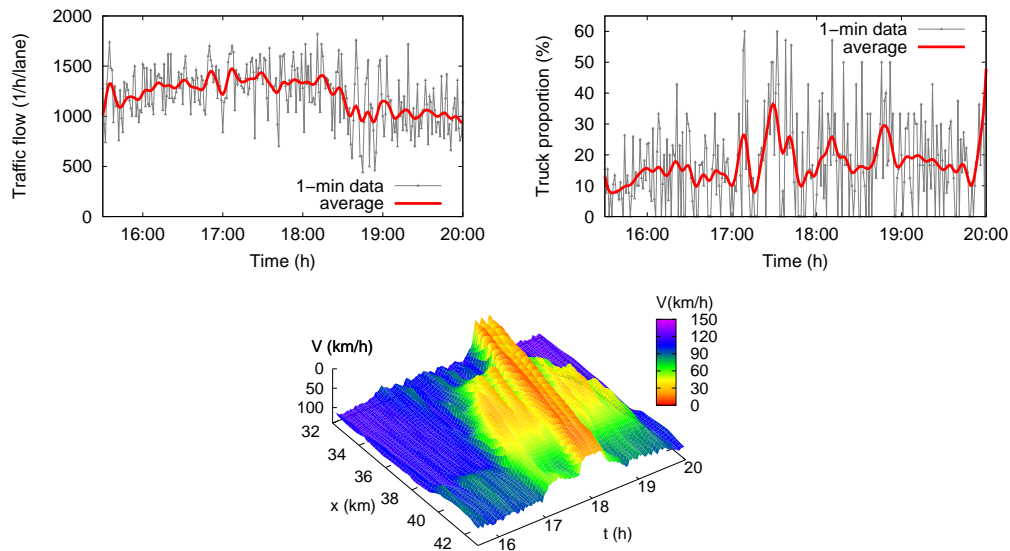 2000
1500
1000
500
0
Traffic flow (1/h/lane)
1−min data
average
16:00 17:00 18:00 19:00 20:00
Time (h)
60
50
40
30
20
10
0
Truck proportion (%)
1−min data
average
16:00 17:00 18:00 19:00 20:00
Time (h)
V (km/h)
0
50
100
V(km/h)
150
120
90
60
30
0
32
34
36
38
40
42
x (km)
16
17
18
19
20
t (h)